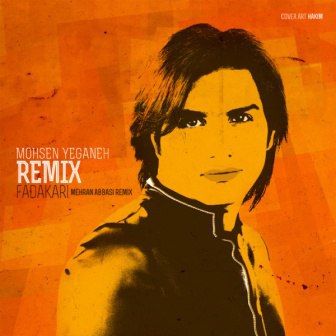 COVER ART HAKIM
MOHSEN YEGANEH
REMIX
FADAKARI MEHRAN ABBASI REMIX